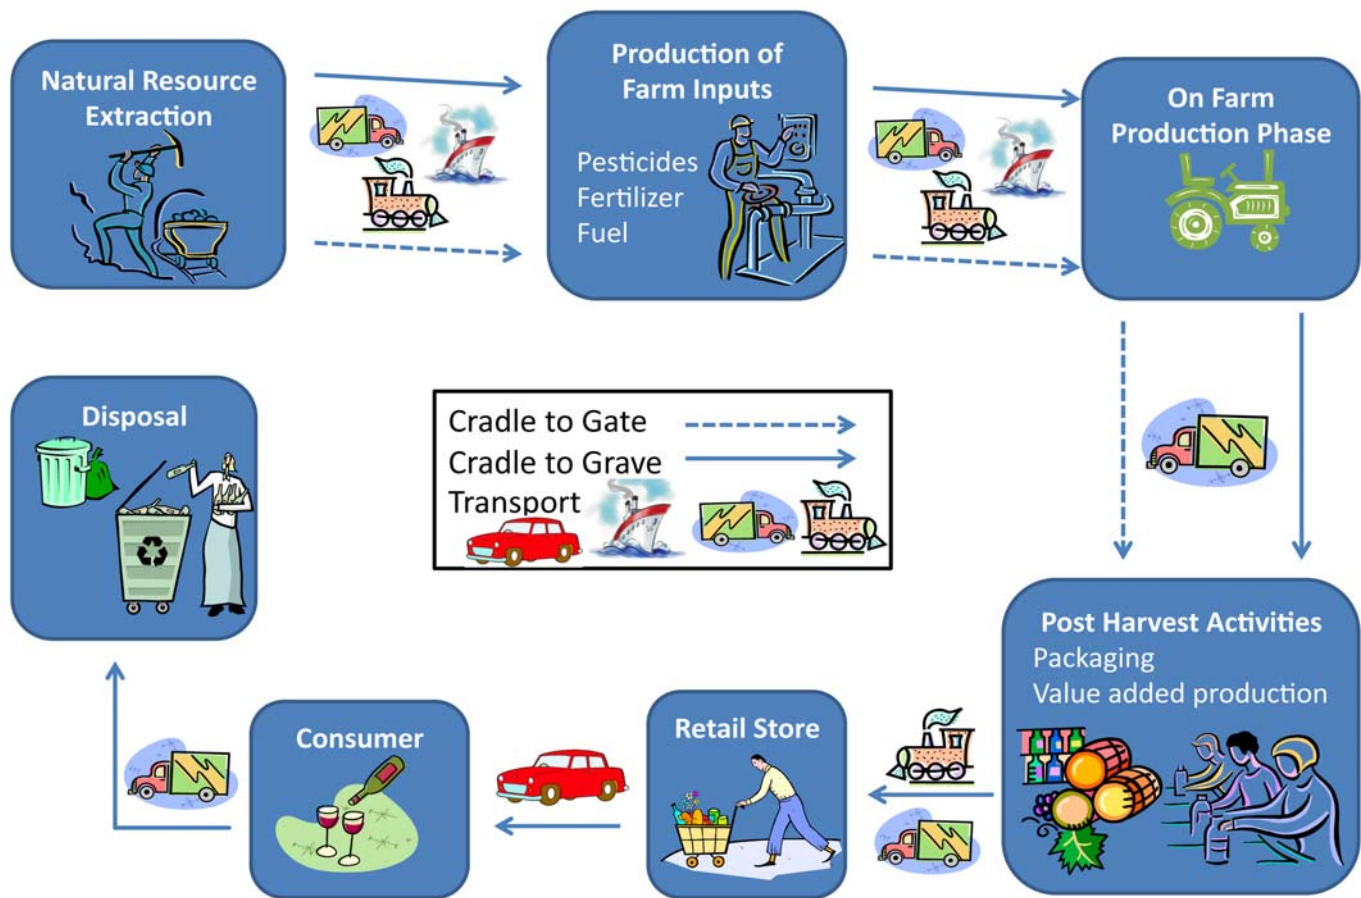 Natural Resource
Extraction
Production of
Farm Inputs
Pesticides
Fertilizer
Fuel
On Farm
Production Phase
Disposal
Cradle to Gate
Cradle to Grave
Transport
Post Harvest Activities
Packaging
Value added production
Retail Store
Consumer